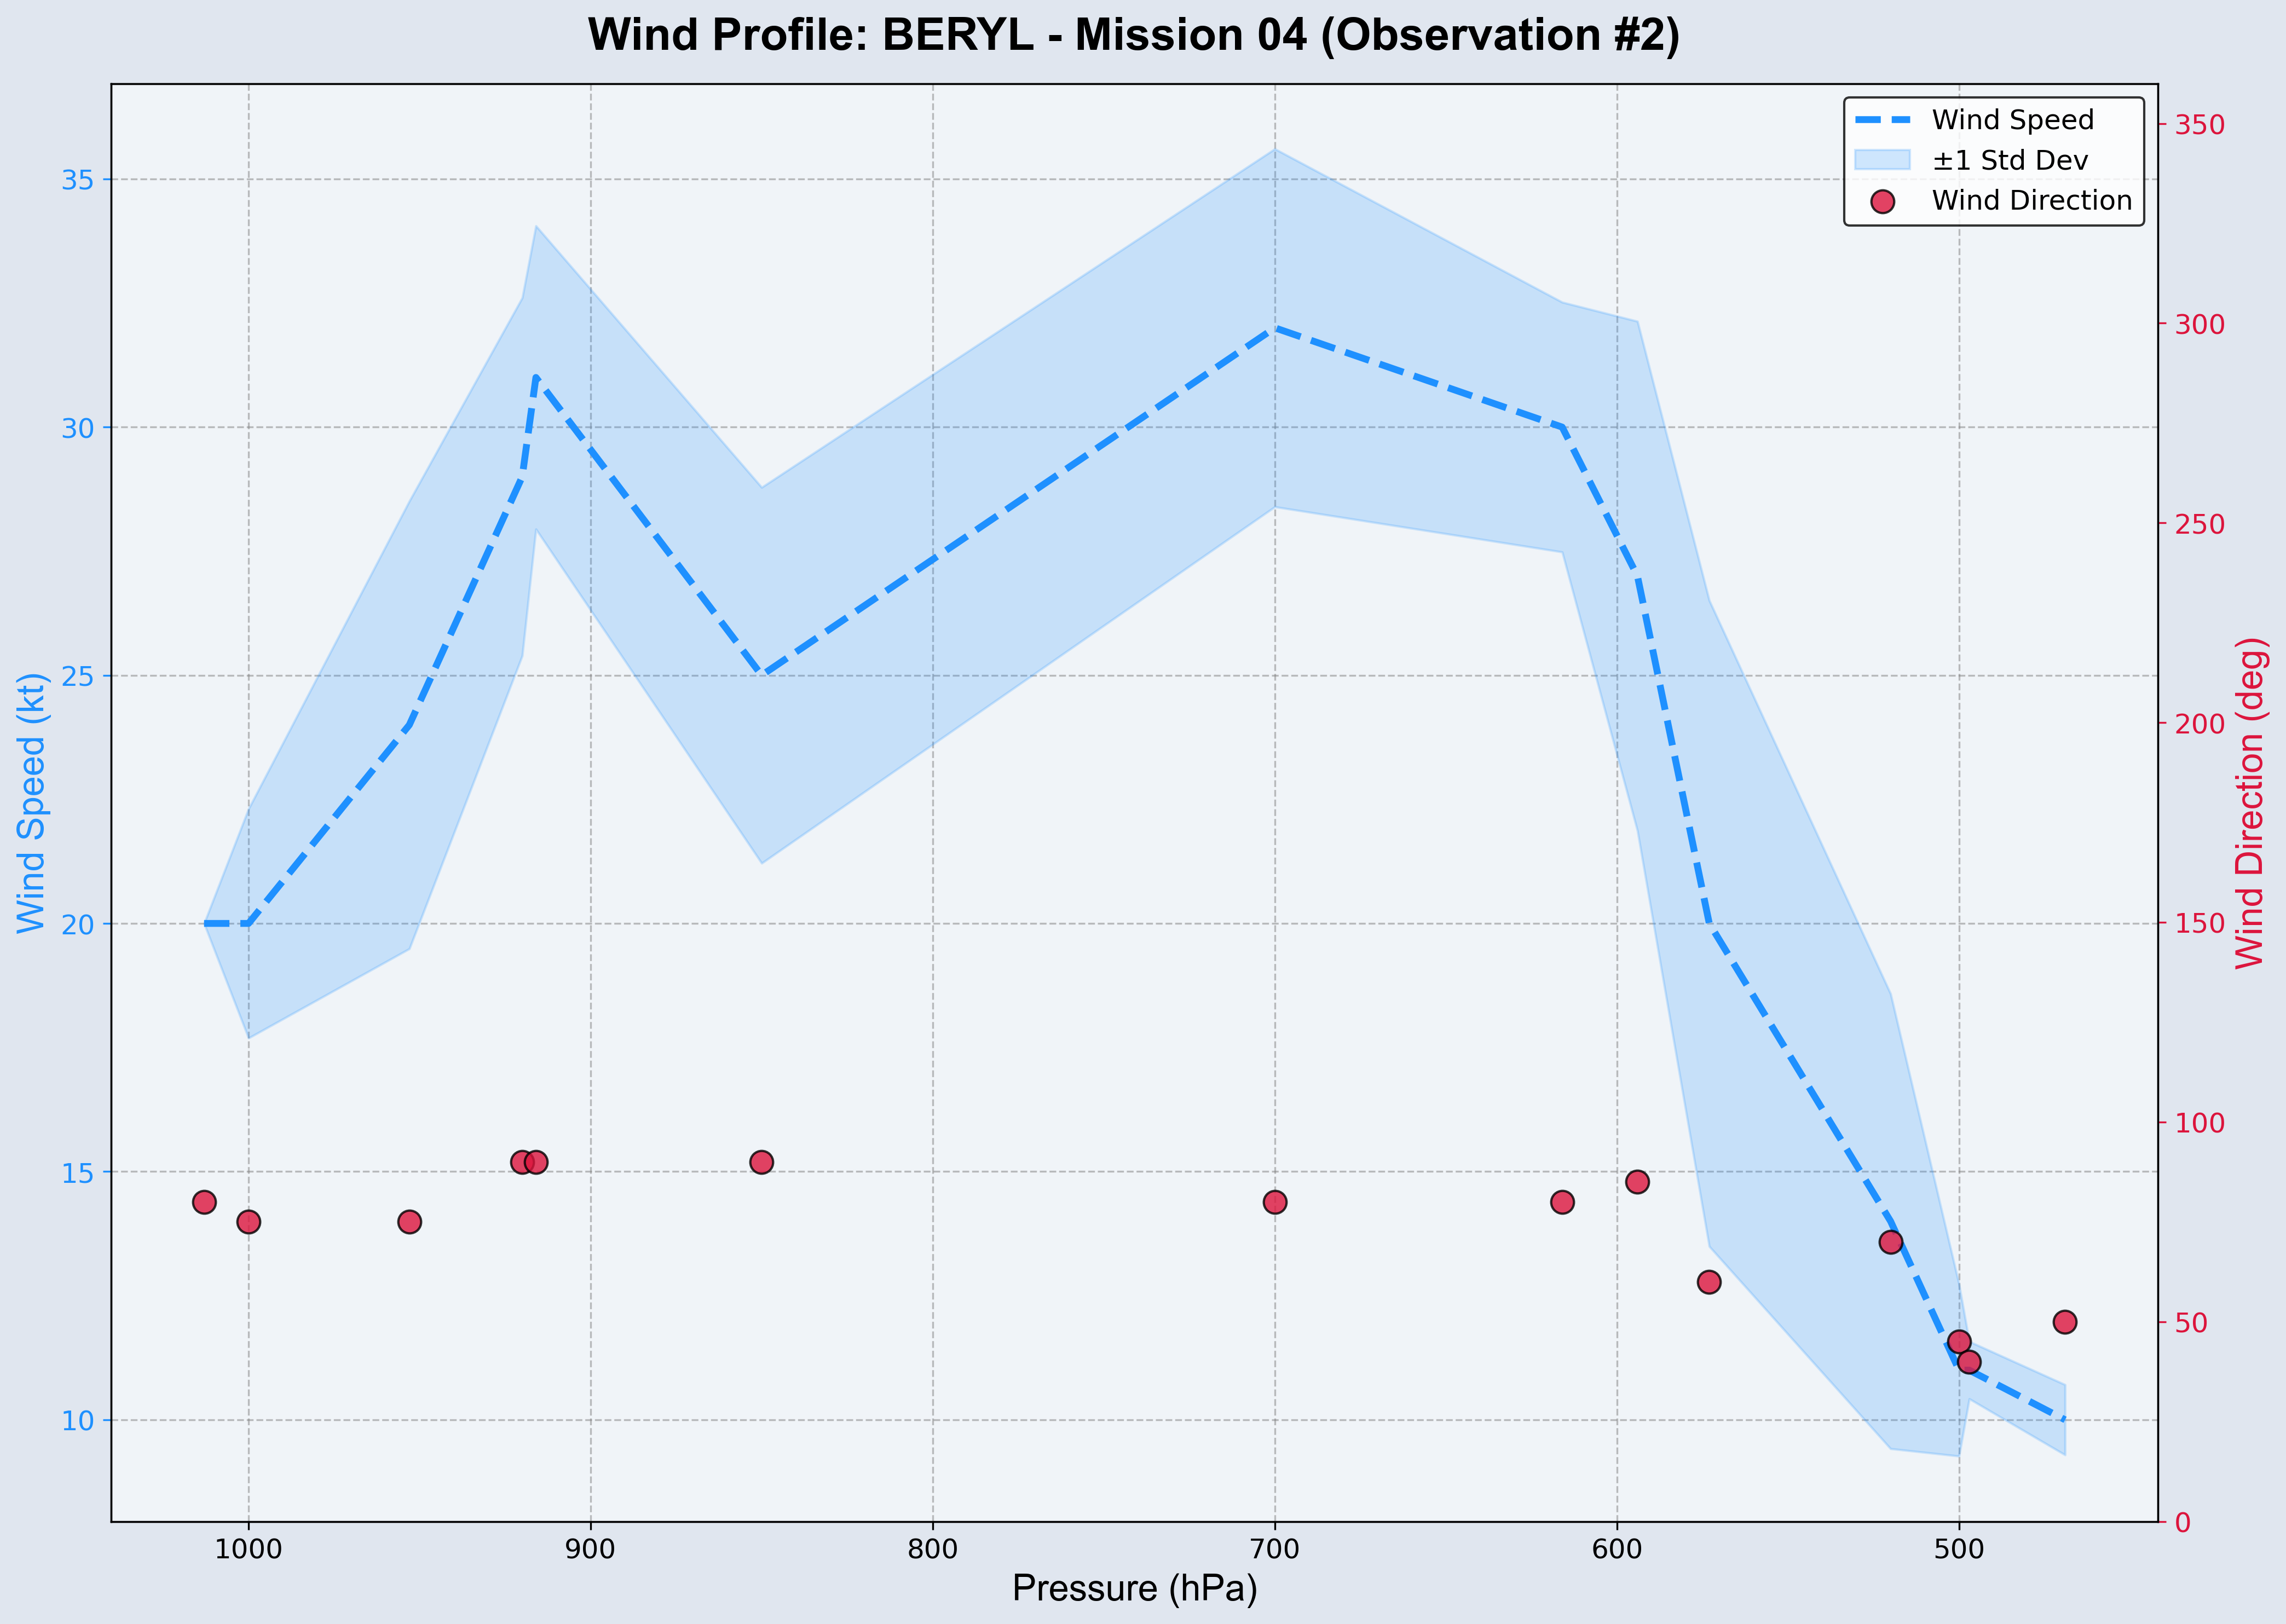 Wind Profile: BERYL - Mission 04 (Observation #2)
Wind Speed
±1 Std Dev
Wind Direction
Wind Speed (kt)
35
30
25
20
15
10
350
300
250
200
150
100
50
0
Wind Direction (deg)
1000
900
800
700
600
500
Pressure (hPa)